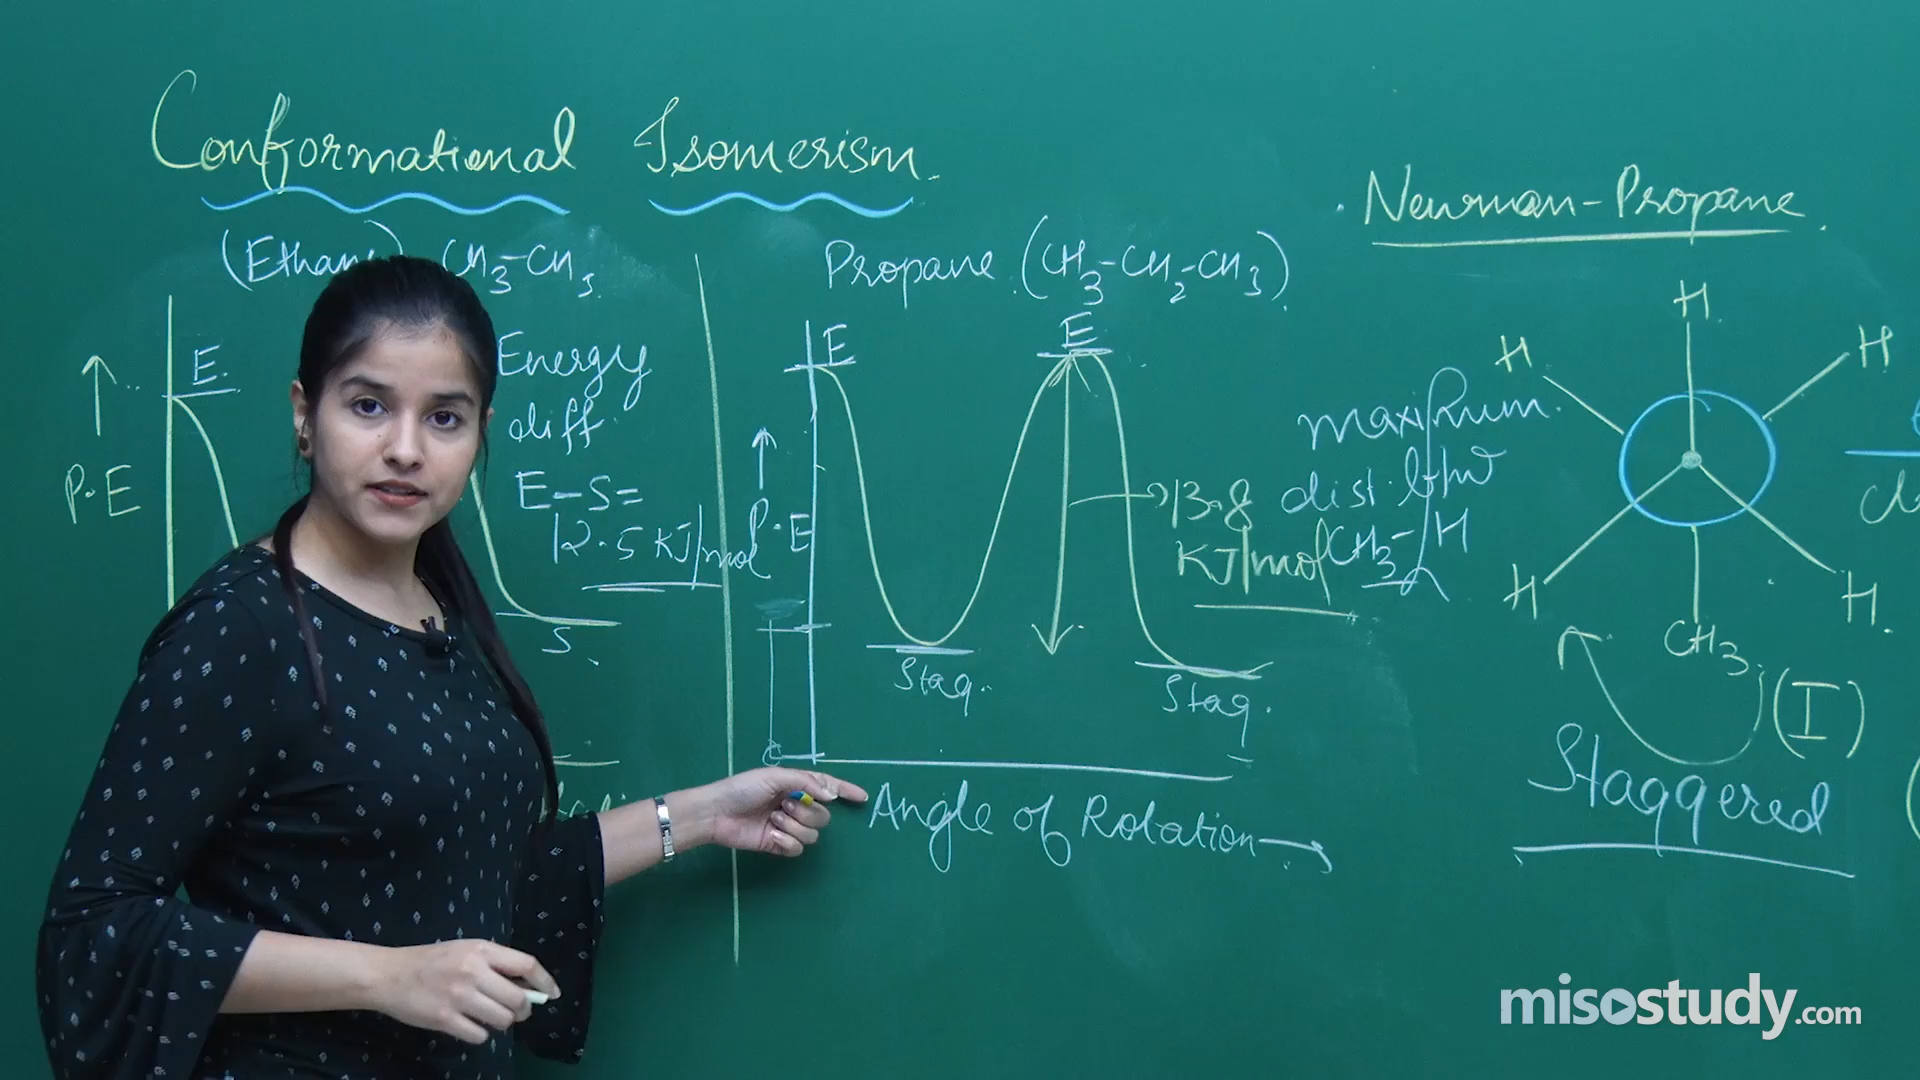 Conformational Isomerism
(Ethane) CH3-CH3
E.
P.E
Energy
diff.
E-S=
12.5 KJ/mol
S
Propane (CH3-CH2-CH3)
E
E
P.E
13.8
KJ/mol
Stag.
Stag.
Angle of Rotation
maximum
dist. b/w
CH3-H
Newman-Propane
H
H
H
H
H
CH3
(I)
Staggered
misostudy.com